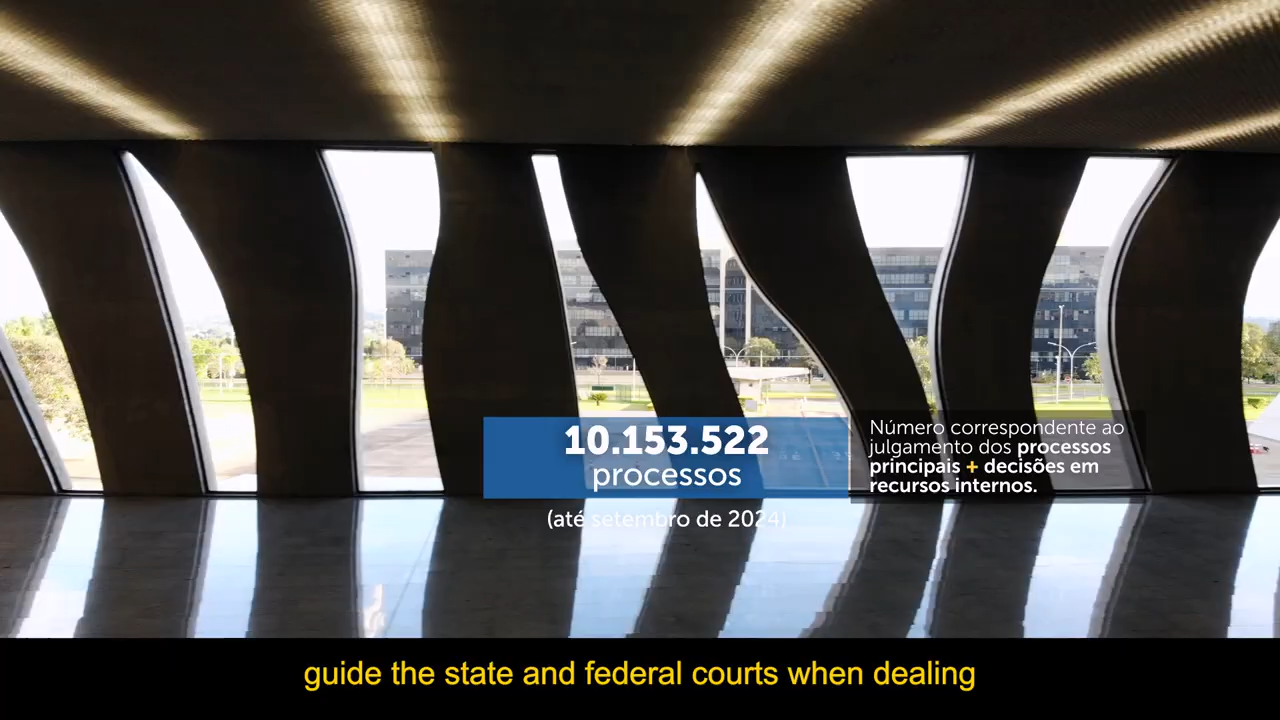 10.153.522
processos
(até setembro de 2024)
Número correspondente ao
julgamento dos processos
principais + decisões em
recursos internos.
guide the state and federal courts when dealing